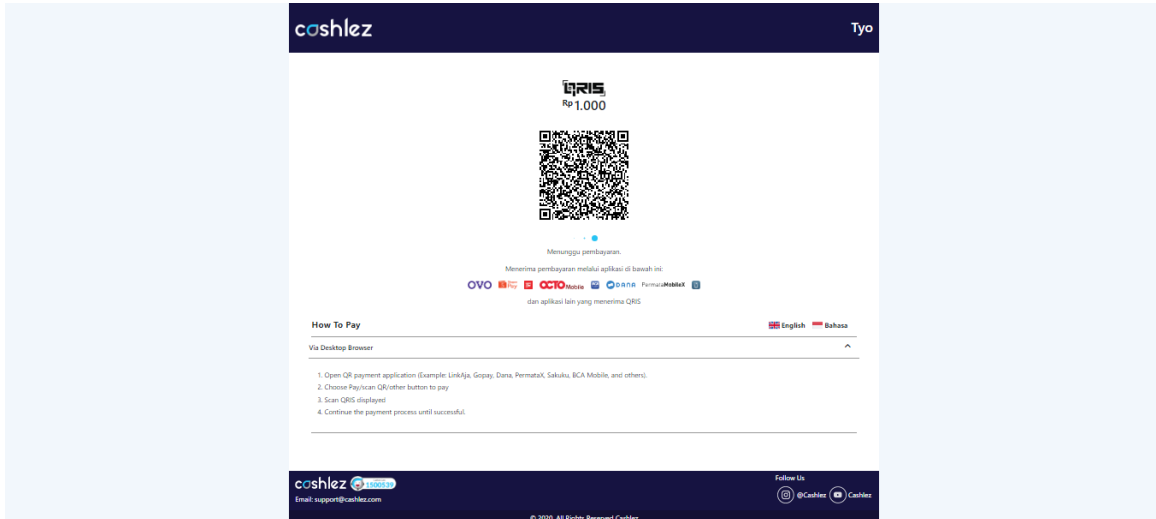 cashlez
Tyo
QRIS
Rp 1.000
Menunggu pembayaran.
Menerima pembayaran melalui aplikasi di bawah ini:
OVO Pay OCTO Mobile DANA PermataMobileX
dan aplikasi lain yang menerima QRIS
How To Pay
English Bahasa
Via Desktop Browser
1. Open QR payment application (Example: LinkAja, Gopay, Dana, PermataX, Sakuku, BCA Mobile, and others).
2. Choose Pay/scan QR/other button to pay
3. Scan QRIS displayed
4. Continue the payment process until successful.
cashlez 1500539
Email: support@cashlez.com
Follow Us
@Cashlez Cashlez
© 2020. All Rights Reserved Cashlez